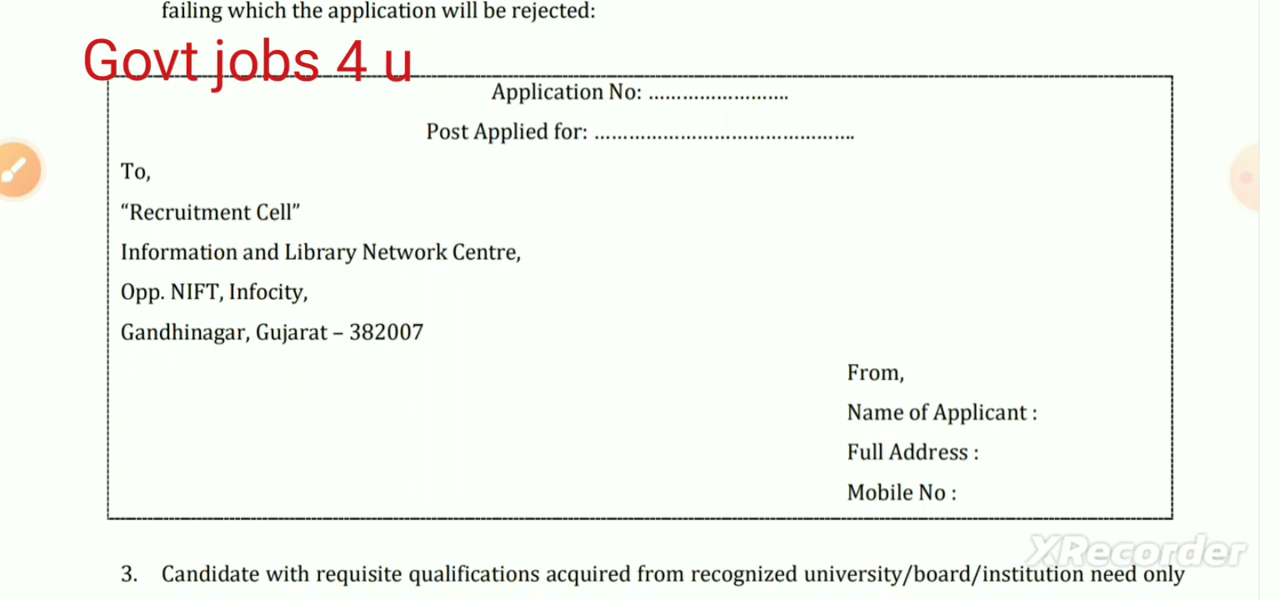 failing which the application will be rejected:
Govt jobs 4 u
Application No: .........................
Post Applied for: ...............................................
To,
“Recruitment Cell”
Information and Library Network Centre,
Opp. NIFT, Infocity,
Gandhinagar, Gujarat – 382007
From,
Name of Applicant :
Full Address :
Mobile No :
XRecorder
3. Candidate with requisite qualifications acquired from recognized university/board/institution need only